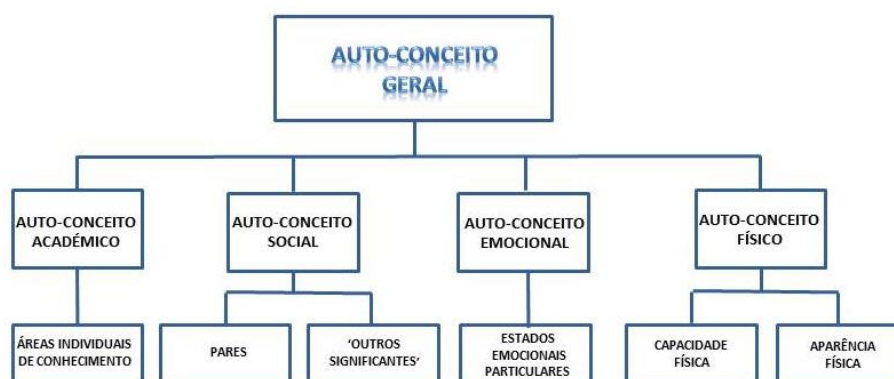 AUTO-CONCEITO
GERAL
AUTO-CONCEITO
ACADÉMICO
AUTO-CONCEITO
SOCIAL
AUTO-CONCEITO
EMOCIONAL
AUTO-CONCEITO
FÍSICO
ÁREAS INDIVIDUAIS
DE CONHECIMENTO
PARES
‘OUTROS
SIGNIFICANTES’
ESTADOS
EMOCIONAIS
PARTICULARES
CAPACIDADE
FÍSICA
APARÊNCIA
FÍSICA